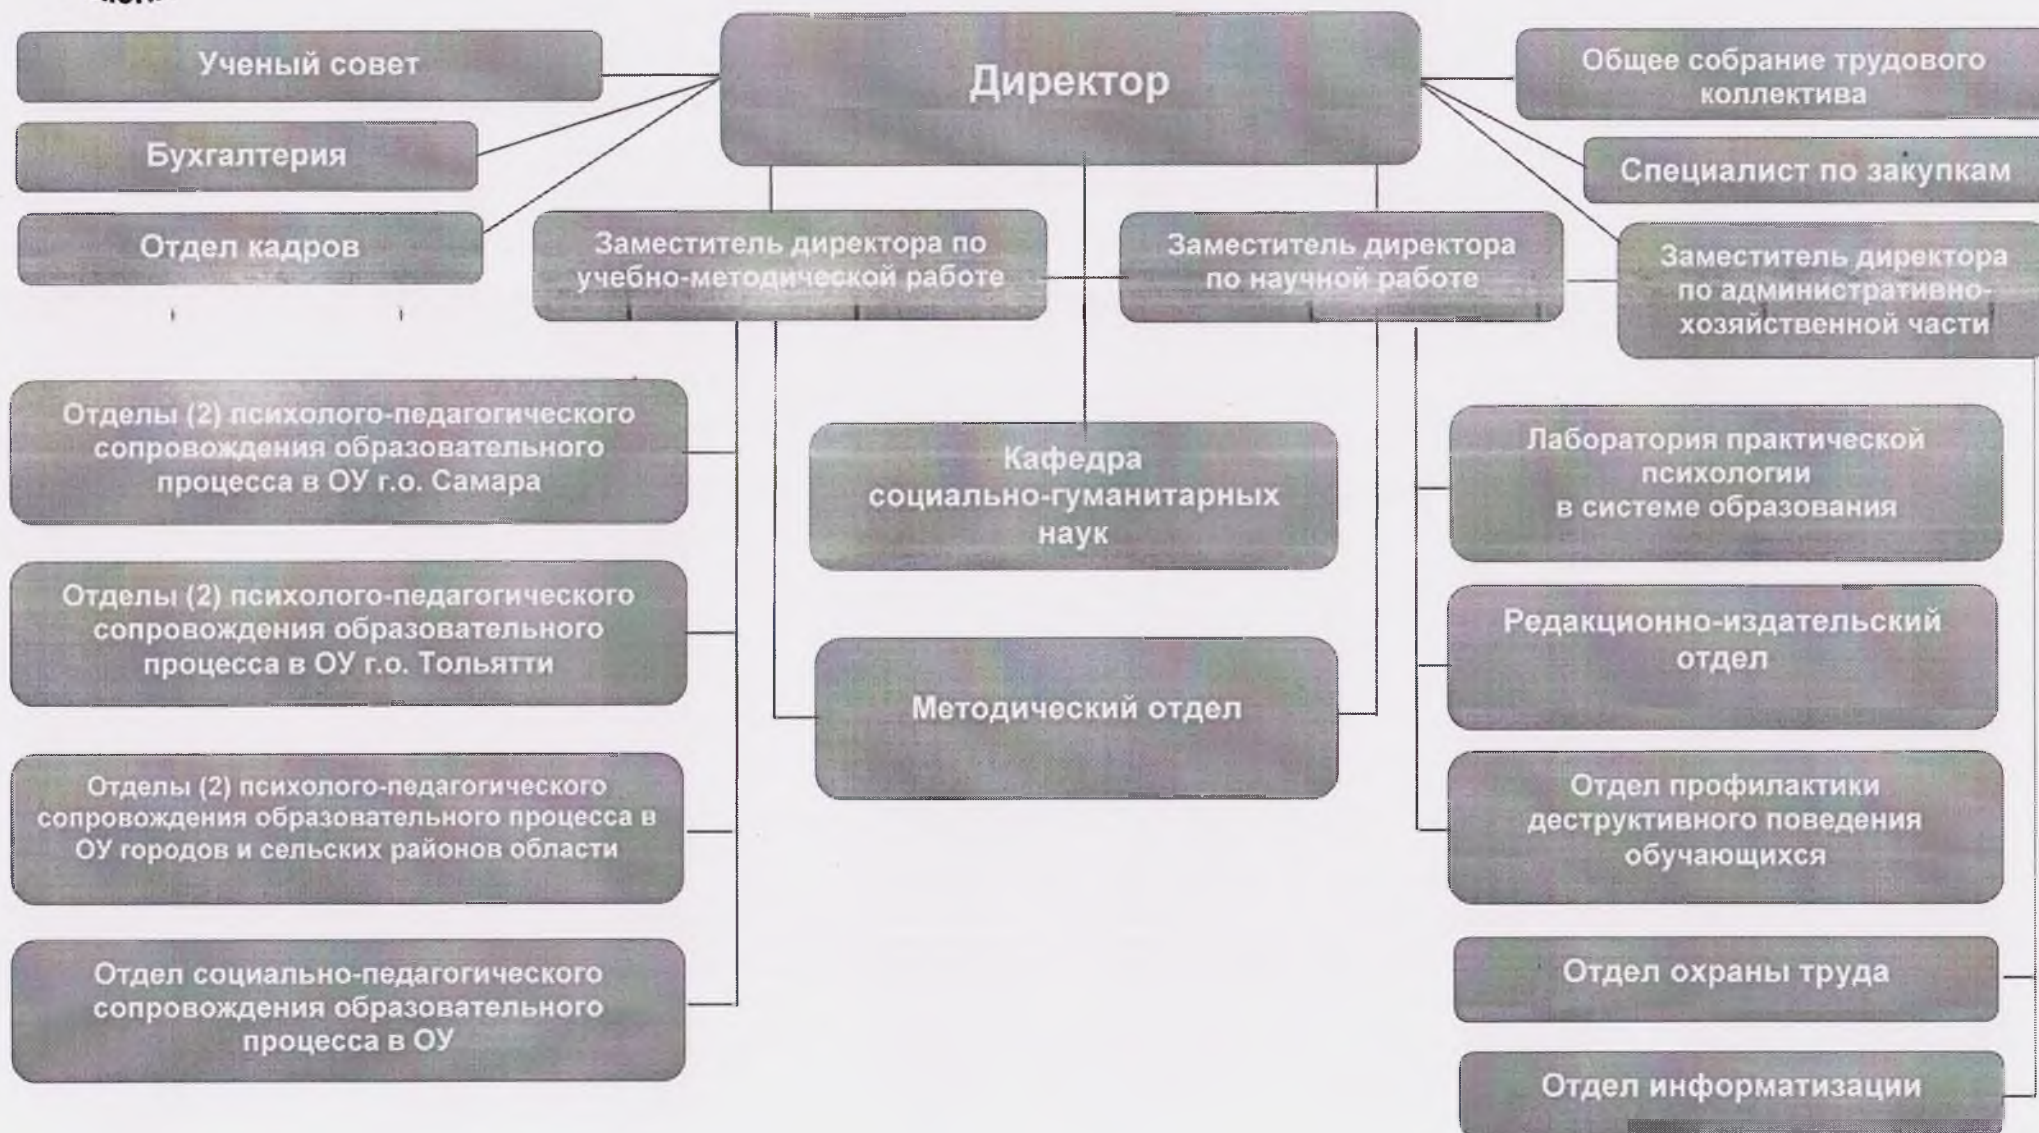 Ученый совет
Директор
Общее собрание трудового
коллектива
Бухгалтерия
Специалист по закупкам
Отдел кадров
Заместитель директора по
учебно-методической работе
Заместитель директора
по научной работе
Заместитель директора
по административно-
хозяйственной части
Отделы (2) психолого-педагогического
сопровождения образовательного
процесса в ОУ г.о. Самара
Кафедра
социально-гуманитарных
наук
Лаборатория практической
психологии
в системе образования
Отделы (2) психолого-педагогического
сопровождения образовательного
процесса в ОУ г.о. Тольятти
Редакционно-издательский
отдел
Методический отдел
Отделы (2) психолого-педагогического
сопровождения образовательного процесса в
ОУ городов и сельских районов области
Отдел профилактики
деструктивного поведения
обучающихся
Отдел социально-педагогического
сопровождения образовательного
процесса в ОУ
Отдел охраны труда
Отдел информатизации